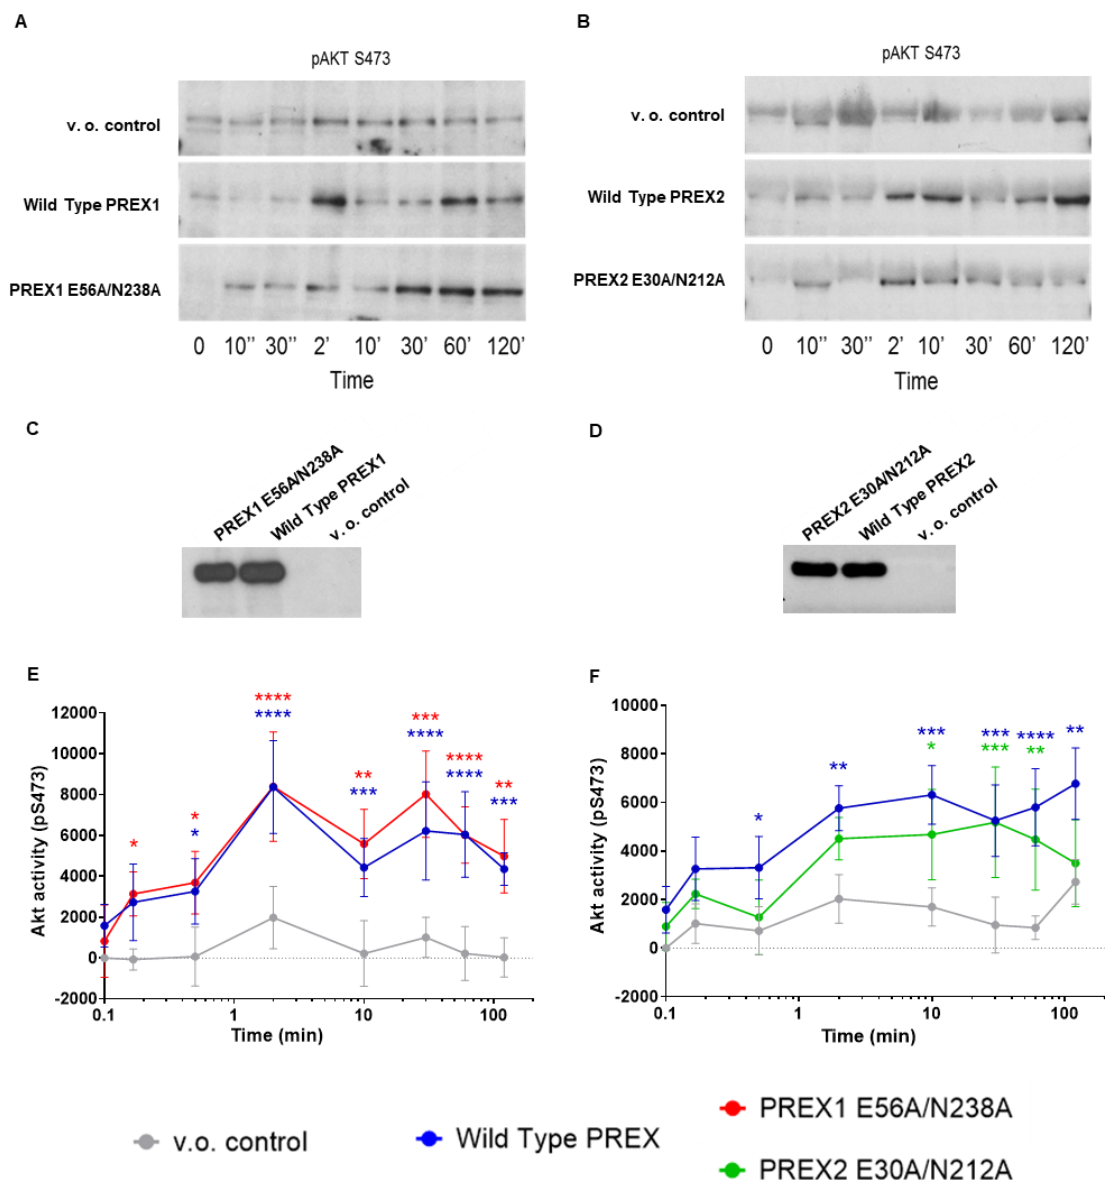 A
pAKT S473
v. o. control
Wild Type PREX1
PREX1 E56A/N238A
0 10'' 30'' 2' 10' 30' 60' 120'
Time
B
pAKT S473
v. o. control
Wild Type PREX2
PREX2 E30A/N212A
0 10'' 30'' 2' 10' 30' 60' 120'
Time
C
PREX1 E56A/N238A
Wild Type PREX1
v. o. control
D
PREX2 E30A/N212A
Wild Type PREX2
v. o. control
E
Akt activity (pS473)
12000
10000
8000
6000
4000
2000
0
-2000
0.1 1 10 100
Time (min)
* * * **** **** ** *** *** **** **** **** ** ***
F
Akt activity (pS473)
10000
8000
6000
4000
2000
0
-2000
0.1 1 10 100
Time (min)
* ** *** * *** *** **** ** **
v.o. control
Wild Type PREX
PREX1 E56A/N238A
PREX2 E30A/N212A